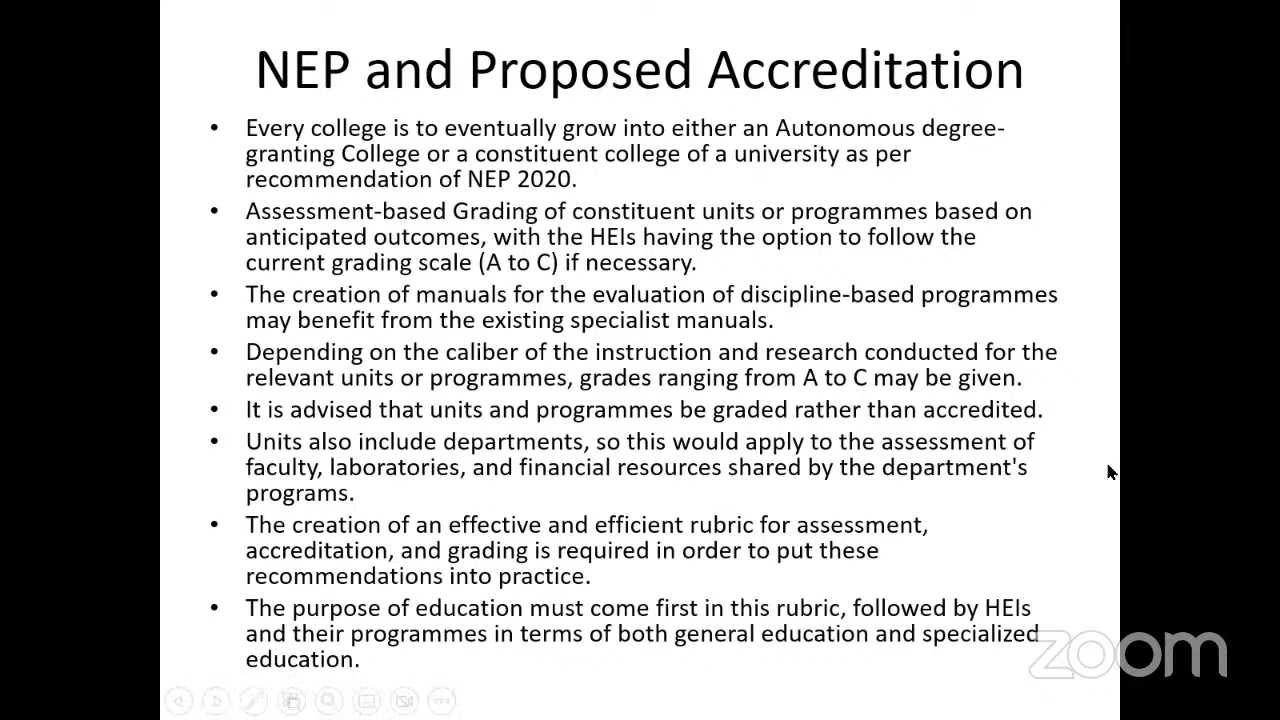 NEP and Proposed Accreditation
• Every college is to eventually grow into either an Autonomous degree-
granting College or a constituent college of a university as per
recommendation of NEP 2020.
• Assessment-based Grading of constituent units or programmes based on
anticipated outcomes, with the HEIs having the option to follow the
current grading scale (A to C) if necessary.
• The creation of manuals for the evaluation of discipline-based programmes
may benefit from the existing specialist manuals.
• Depending on the caliber of the instruction and research conducted for the
relevant units or programmes, grades ranging from A to C may be given.
• It is advised that units and programmes be graded rather than accredited.
• Units also include departments, so this would apply to the assessment of
faculty, laboratories, and financial resources shared by the department's
programs.
• The creation of an effective and efficient rubric for assessment,
accreditation, and grading is required in order to put these
recommendations into practice.
• The purpose of education must come first in this rubric, followed by HEIs
and their programmes in terms of both general education and specialized
education.
zoom